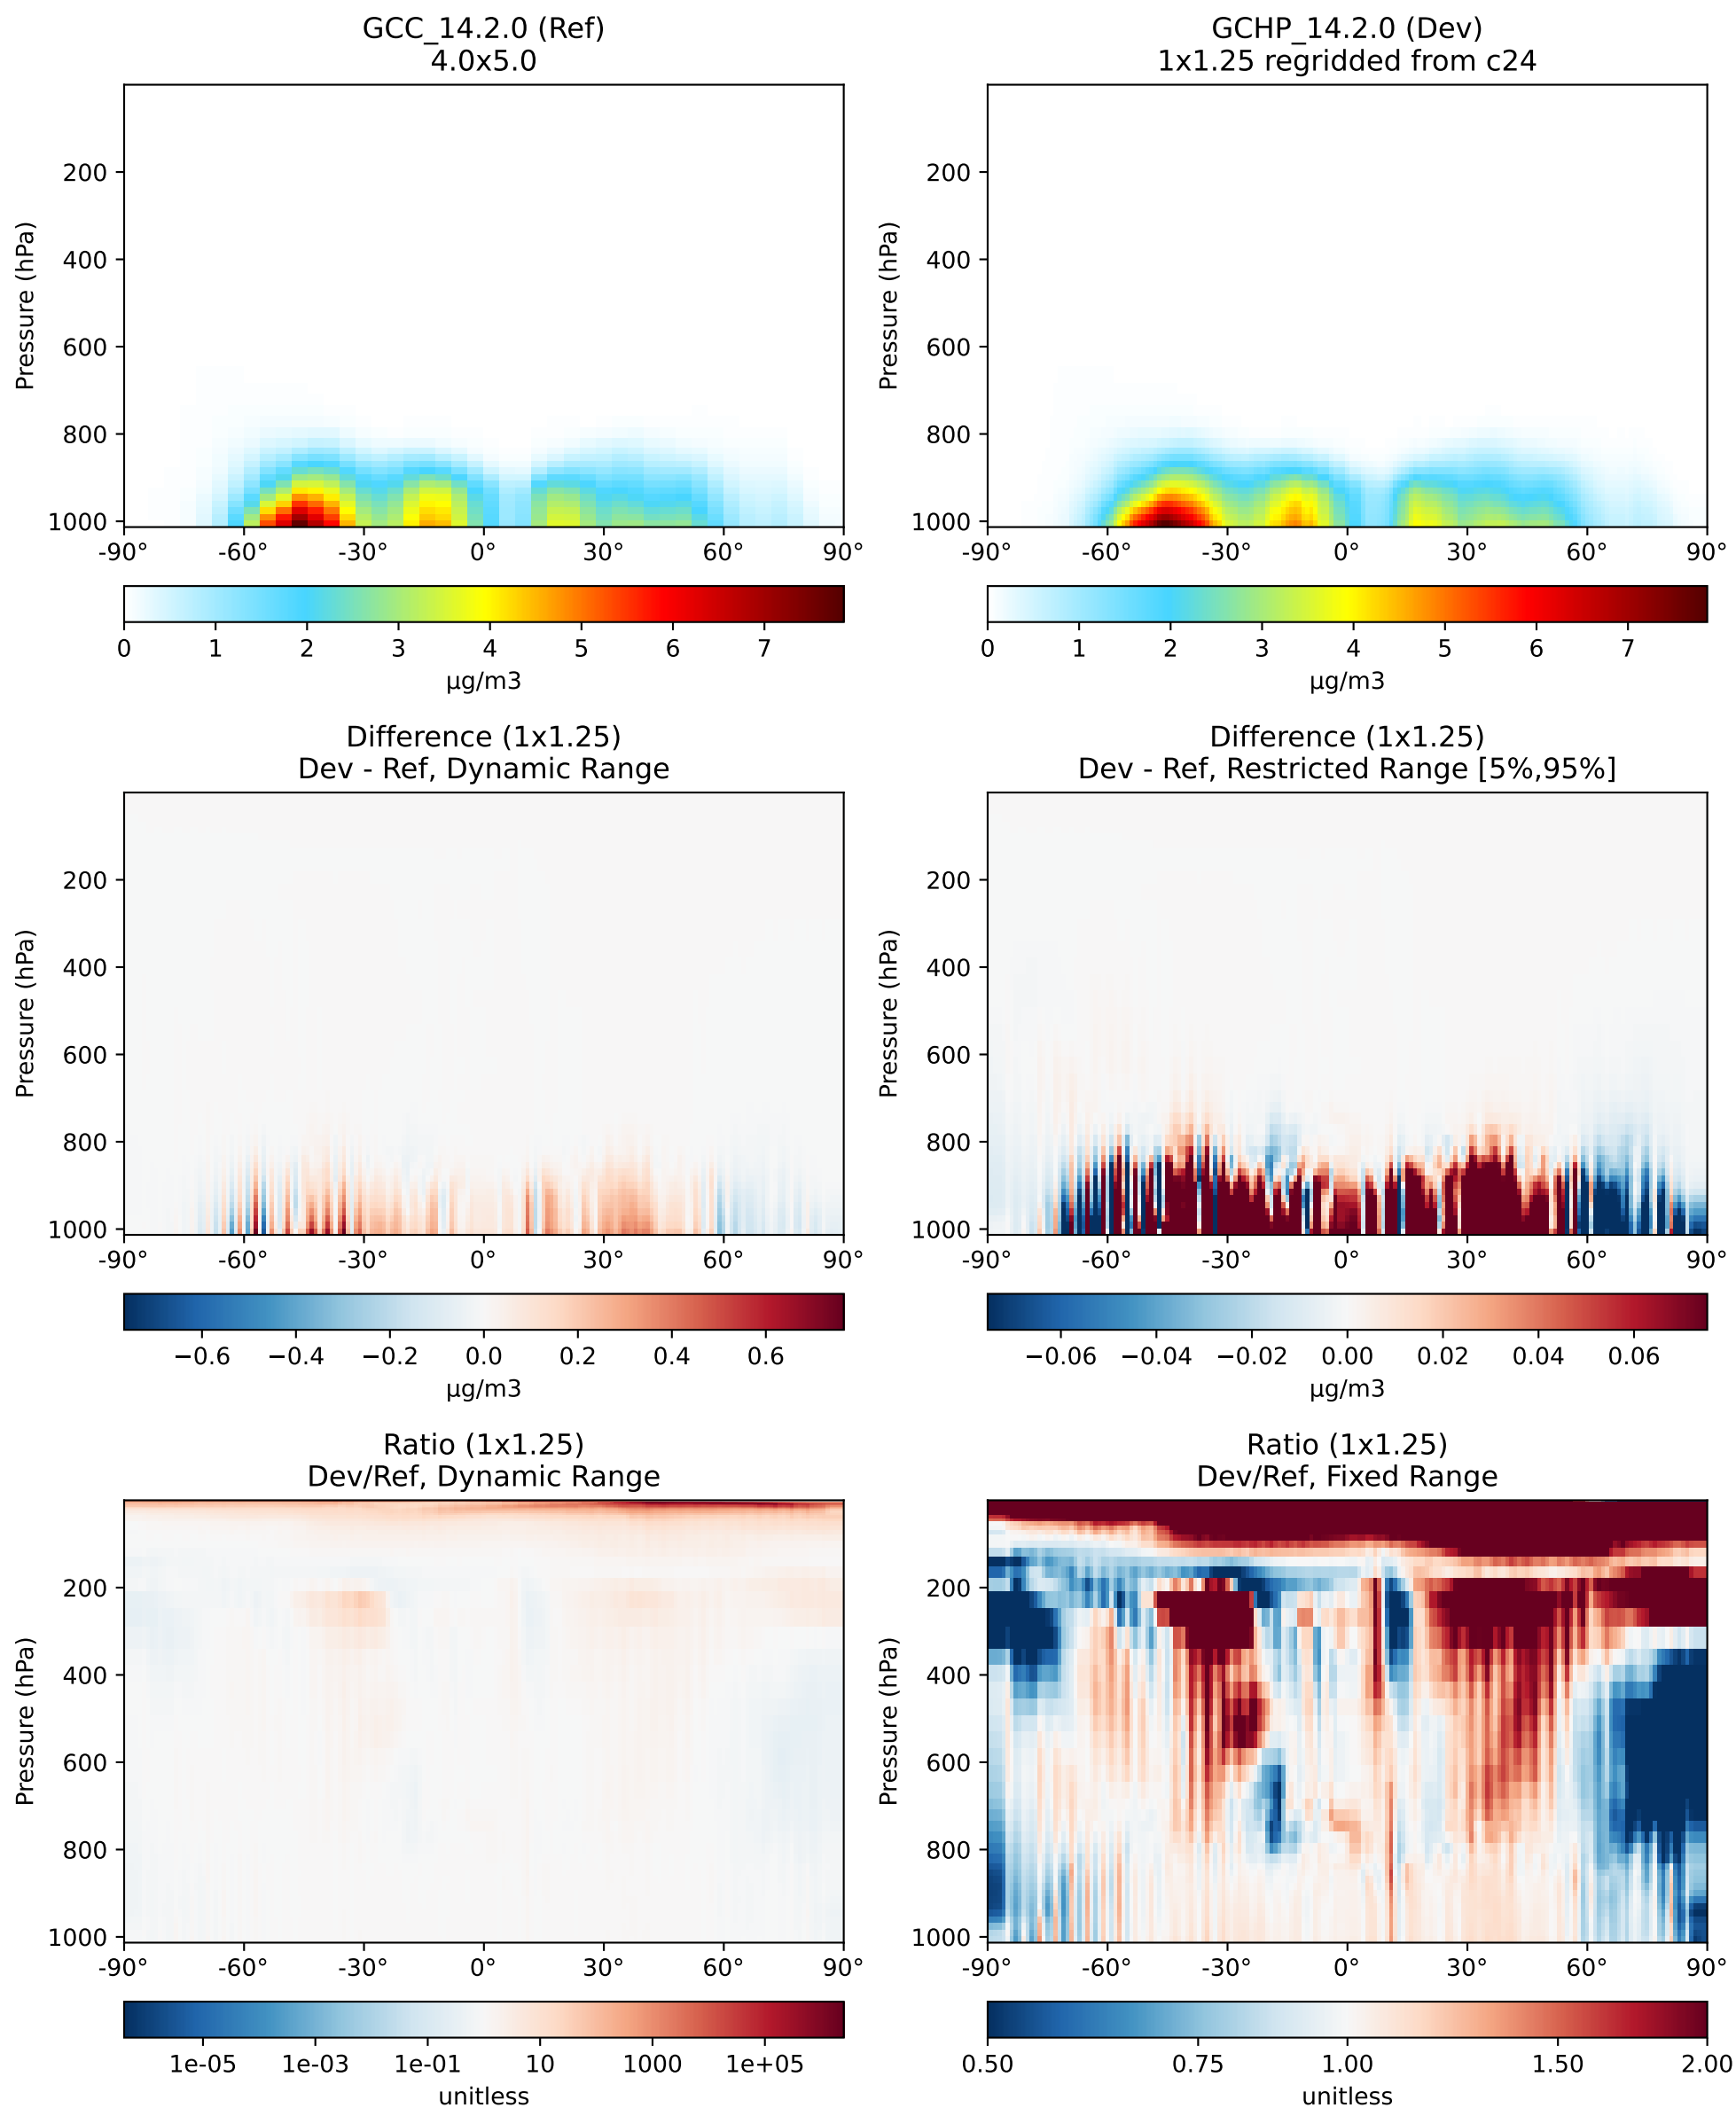 GCC_14.2.0 (Ref)
4.0x5.0
Pressure (hPa)
200
400
600
800
1000
-90° -60° -30° 0° 30° 60° 90°
0 1 2 3 4 5 6 7
μg/m3
GCHP_14.2.0 (Dev)
1x1.25 regridded from c24
Pressure (hPa)
200
400
600
800
1000
-90° -60° -30° 0° 30° 60° 90°
0 1 2 3 4 5 6 7
μg/m3
Difference (1x1.25)
Dev - Ref, Dynamic Range
Pressure (hPa)
200
400
600
800
1000
-90° -60° -30° 0° 30° 60° 90°
−0.6 −0.4 −0.2 0.0 0.2 0.4 0.6
μg/m3
Difference (1x1.25)
Dev - Ref, Restricted Range [5%,95%]
Pressure (hPa)
200
400
600
800
1000
-90° -60° -30° 0° 30° 60° 90°
−0.06 −0.04 −0.02 0.00 0.02 0.04 0.06
μg/m3
Ratio (1x1.25)
Dev/Ref, Dynamic Range
Pressure (hPa)
200
400
600
800
1000
-90° -60° -30° 0° 30° 60° 90°
1e-05 1e-03 1e-01 10 1000 1e+05
unitless
Ratio (1x1.25)
Dev/Ref, Fixed Range
Pressure (hPa)
200
400
600
800
1000
-90° -60° -30° 0° 30° 60° 90°
0.50 0.75 1.00 1.50 2.00
unitless